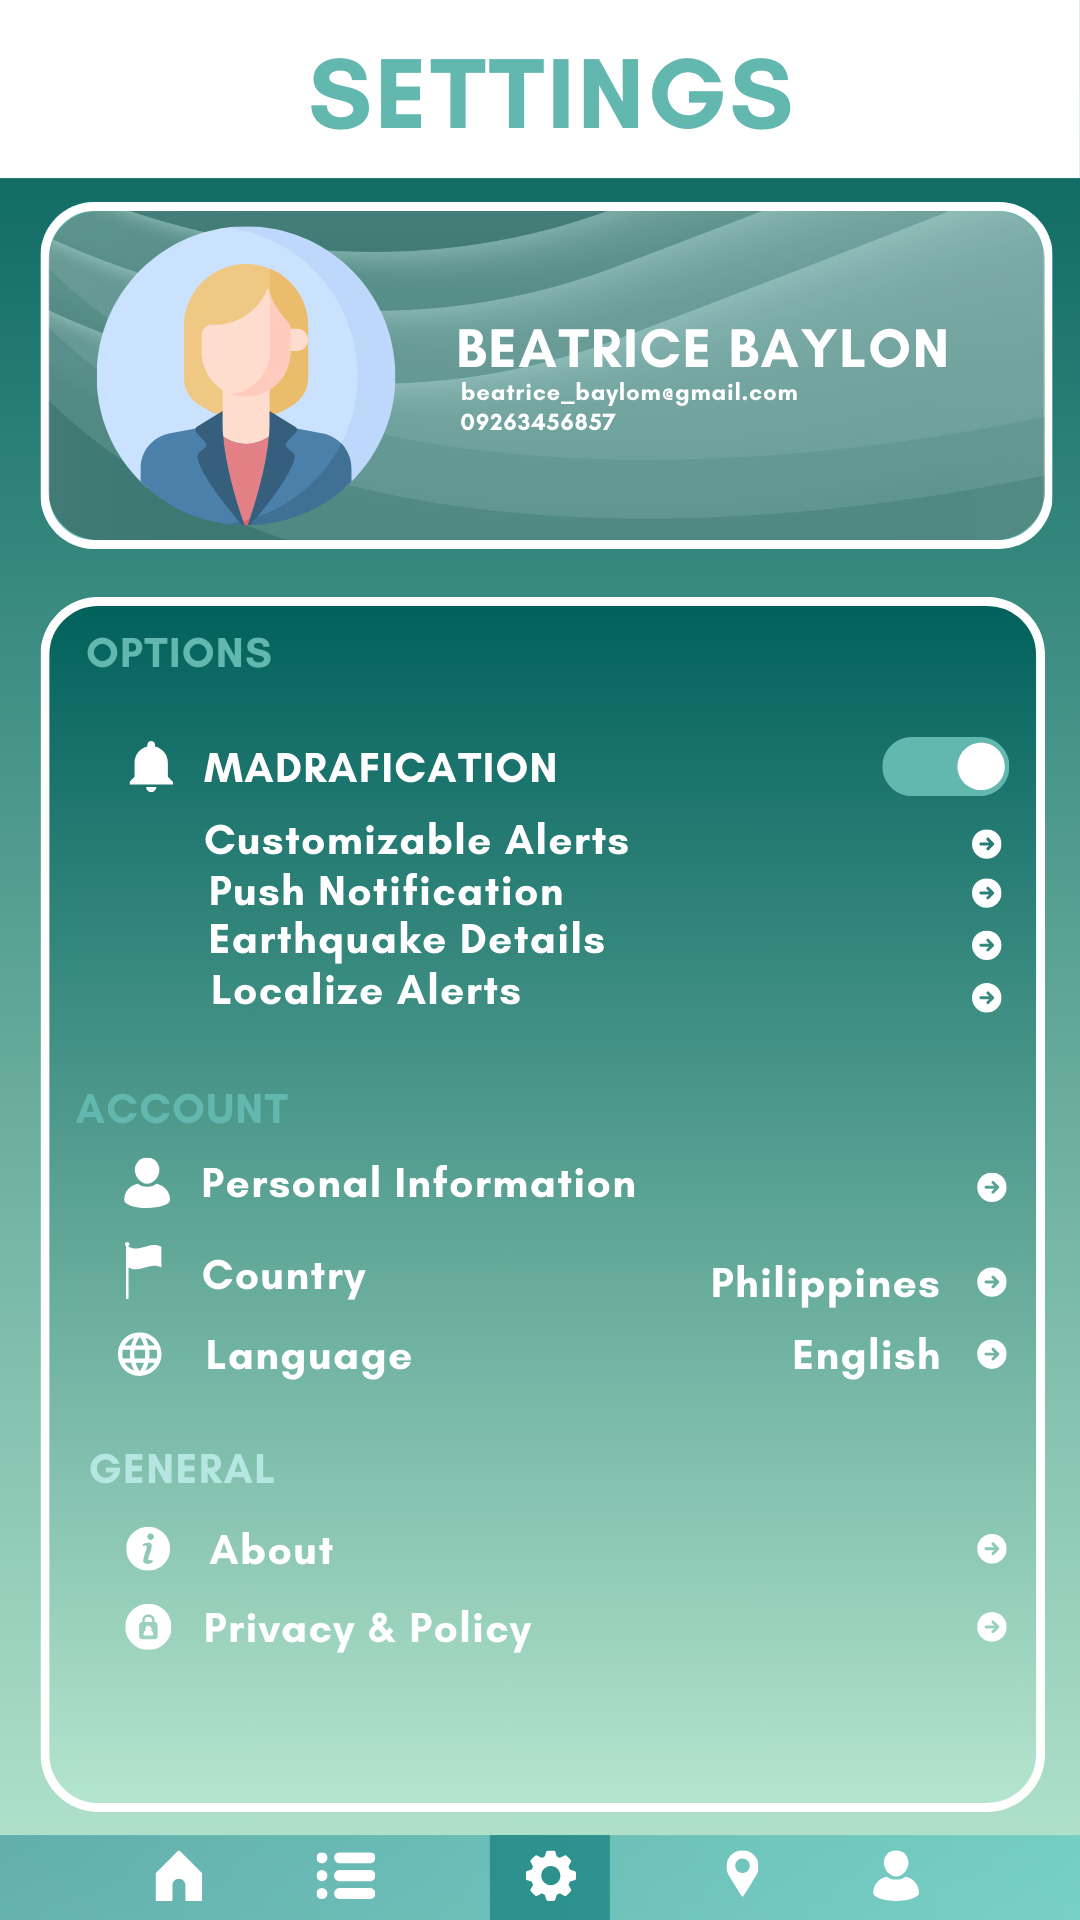 SETTINGS
BEATRICE BAYLON
beatrice_baylom@gmail.com
09263456857
OPTIONS
MADRAFICATION
Customizable Alerts
Push Notification
Earthquake Details
Localize Alerts
ACCOUNT
Personal Information
Country Philippines
Language English
GENERAL
About
Privacy & Policy